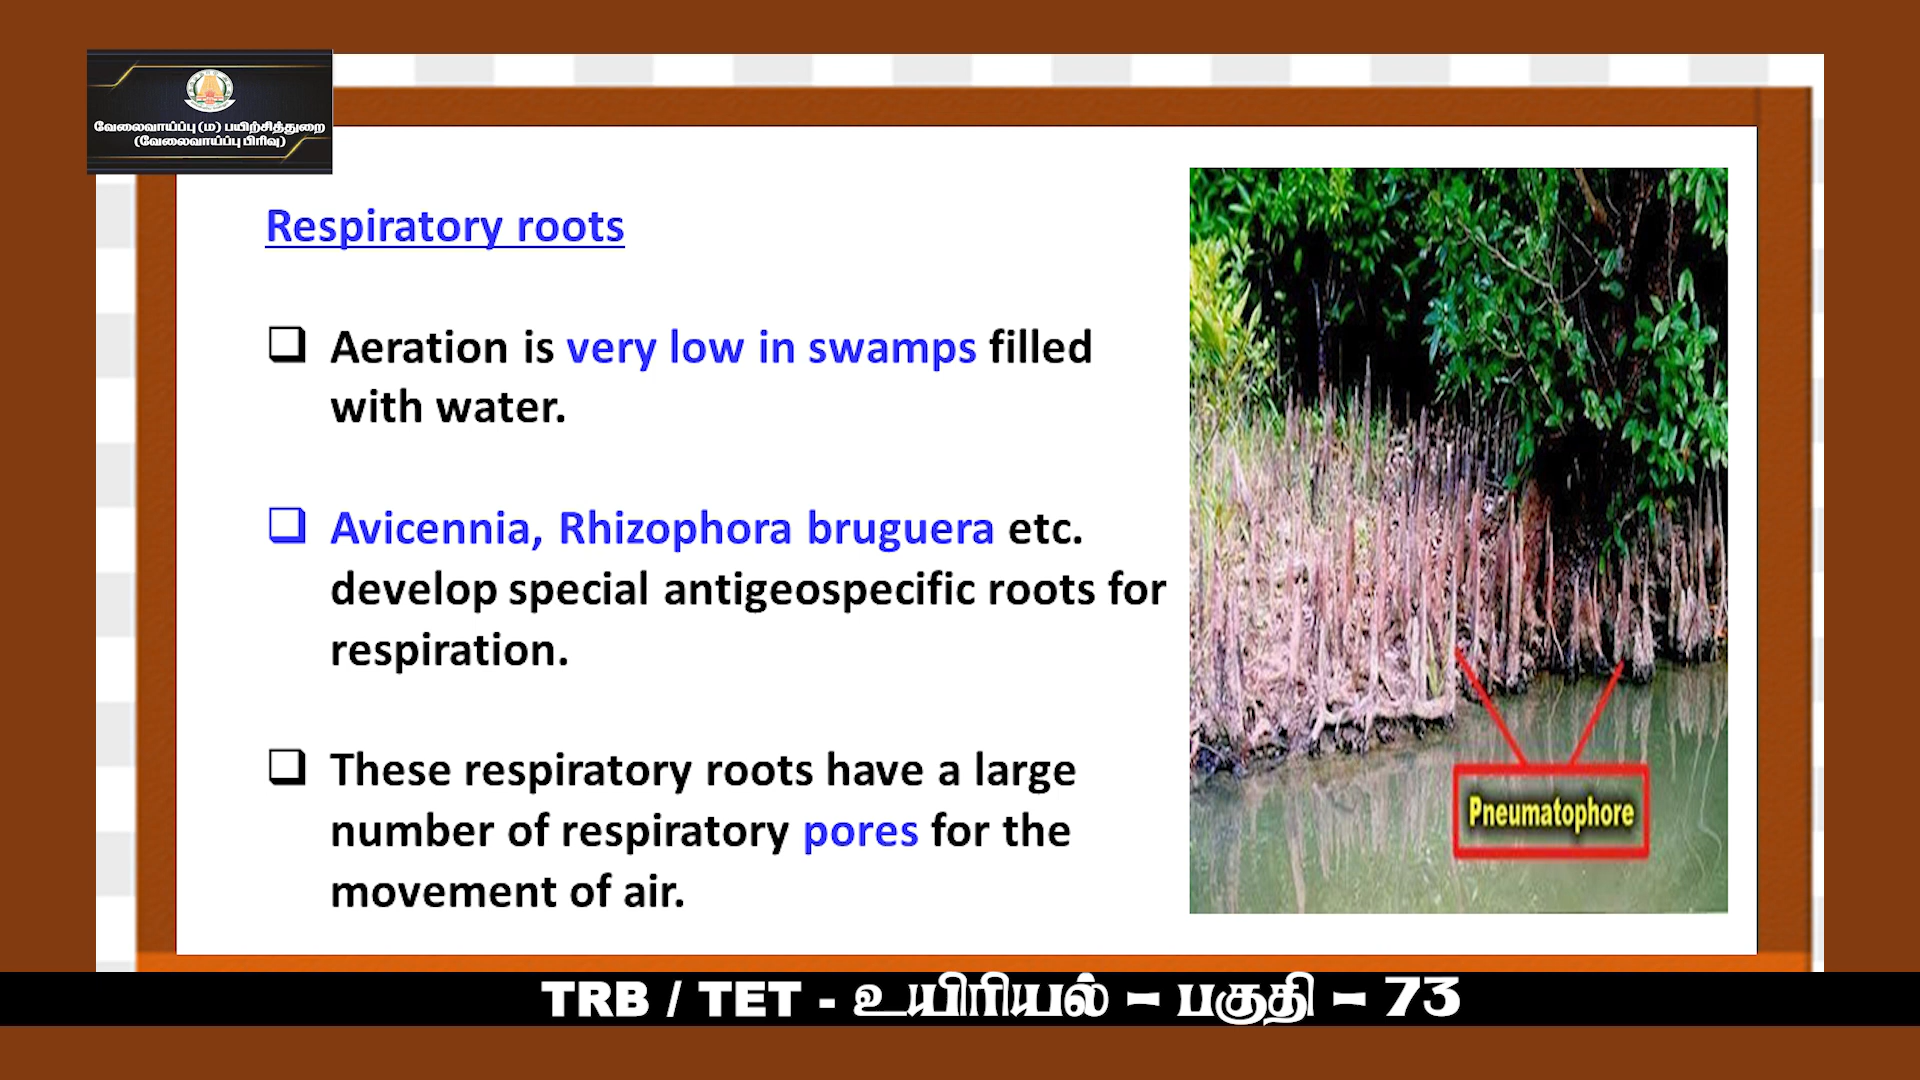 வேலைவாய்ப்பு (ம) பயிற்சித்துறை
(வேலைவாய்ப்பு பிரிவு)
Respiratory roots
Aeration is very low in swamps filled
with water.
Avicennia, Rhizophora bruguera etc.
develop special antigeospecific roots for
respiration.
These respiratory roots have a large
number of respiratory pores for the
movement of air.
Pneumatophore
TRB / TET - உயிரியல் – பகுதி – 73